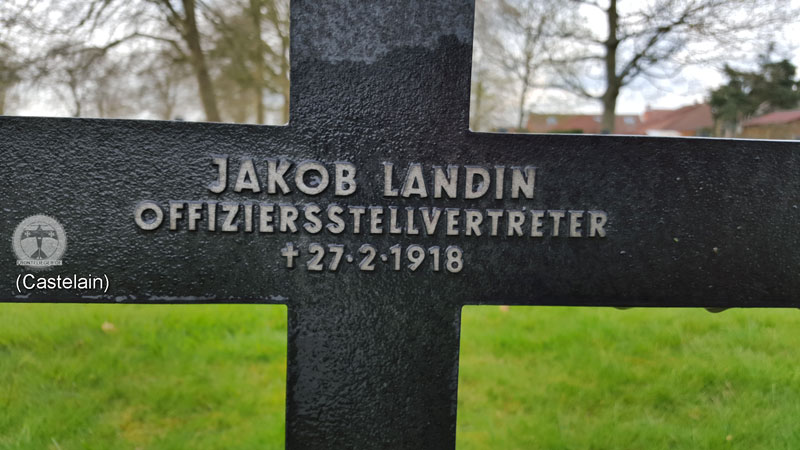 JAKOB LANDIN
OFFIZIERSSTELLVERTRETER
† 27·2·1918
(Castelain)